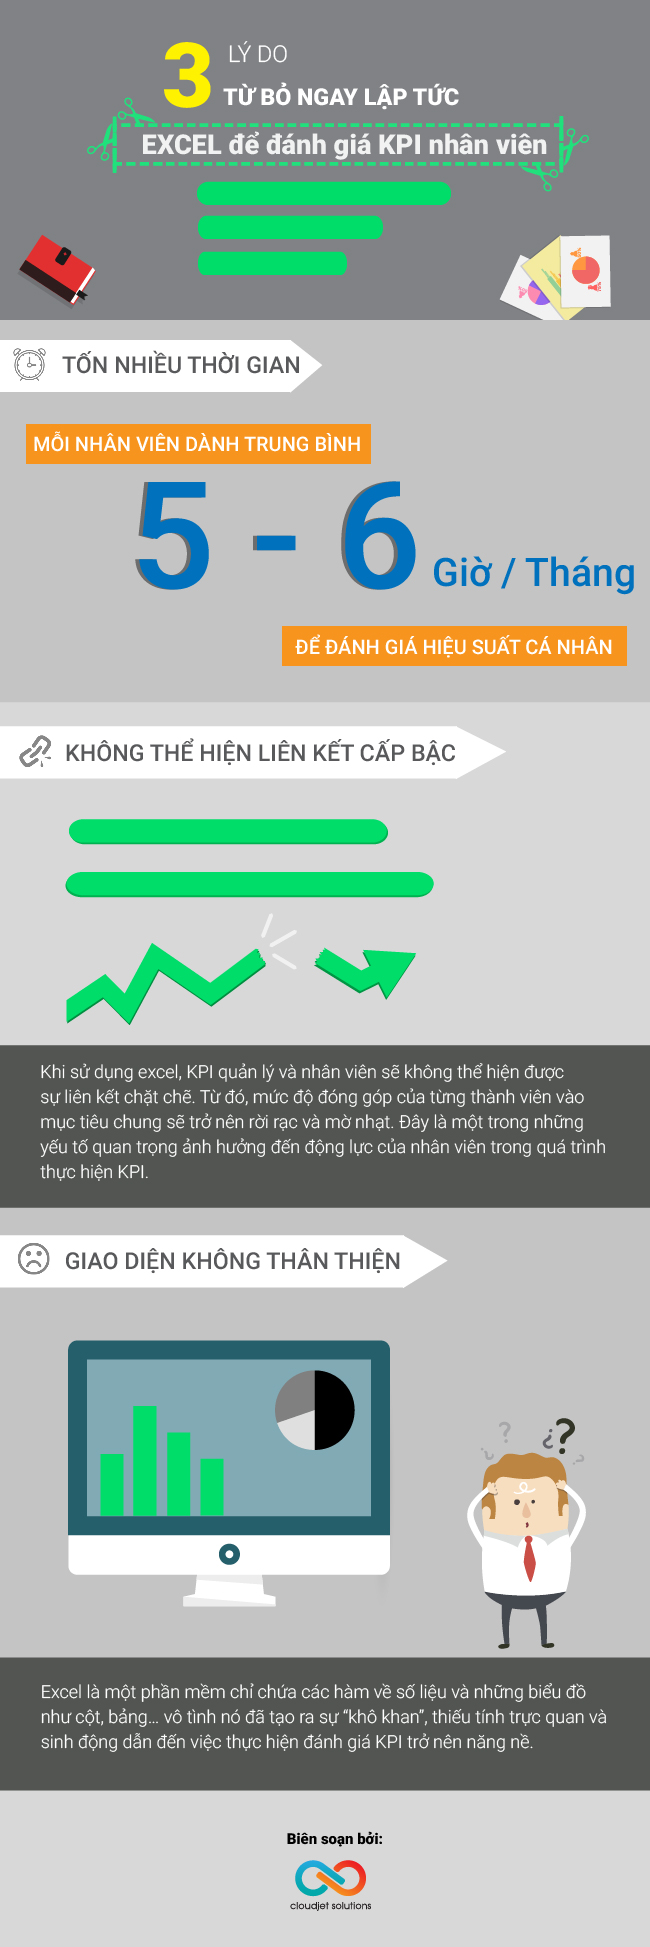 3
LÝ DO
TỪ BỎ NGAY LẬP TỨC
EXCEL để đánh giá KPI nhân viên
TỐN NHIỀU THỜI GIAN
MỖI NHÂN VIÊN DÀNH TRUNG BÌNH
5 - 6 Giờ / Tháng
ĐỂ ĐÁNH GIÁ HIỆU SUẤT CÁ NHÂN
KHÔNG THỂ HIỆN LIÊN KẾT CẤP BẬC
Khi sử dụng excel, KPI quản lý và nhân viên sẽ không thể hiện được
sự liên kết chặt chẽ. Từ đó, mức độ đóng góp của từng thành viên vào
mục tiêu chung sẽ trở nên rời rạc và mờ nhạt. Đây là một trong những
yếu tố quan trọng ảnh hưởng đến động lực của nhân viên trong quá trình
thực hiện KPI.
GIAO DIỆN KHÔNG THÂN THIỆN
? ? ? ? ?
Excel là một phần mềm chỉ chứa các hàm về số liệu và những biểu đồ
như cột, bảng... vô tình nó đã tạo ra sự “khô khan”, thiếu tính trực quan và
sinh động dẫn đến việc thực hiện đánh giá KPI trở nên năng nề.
Biên soạn bởi:
cloudjet solutions